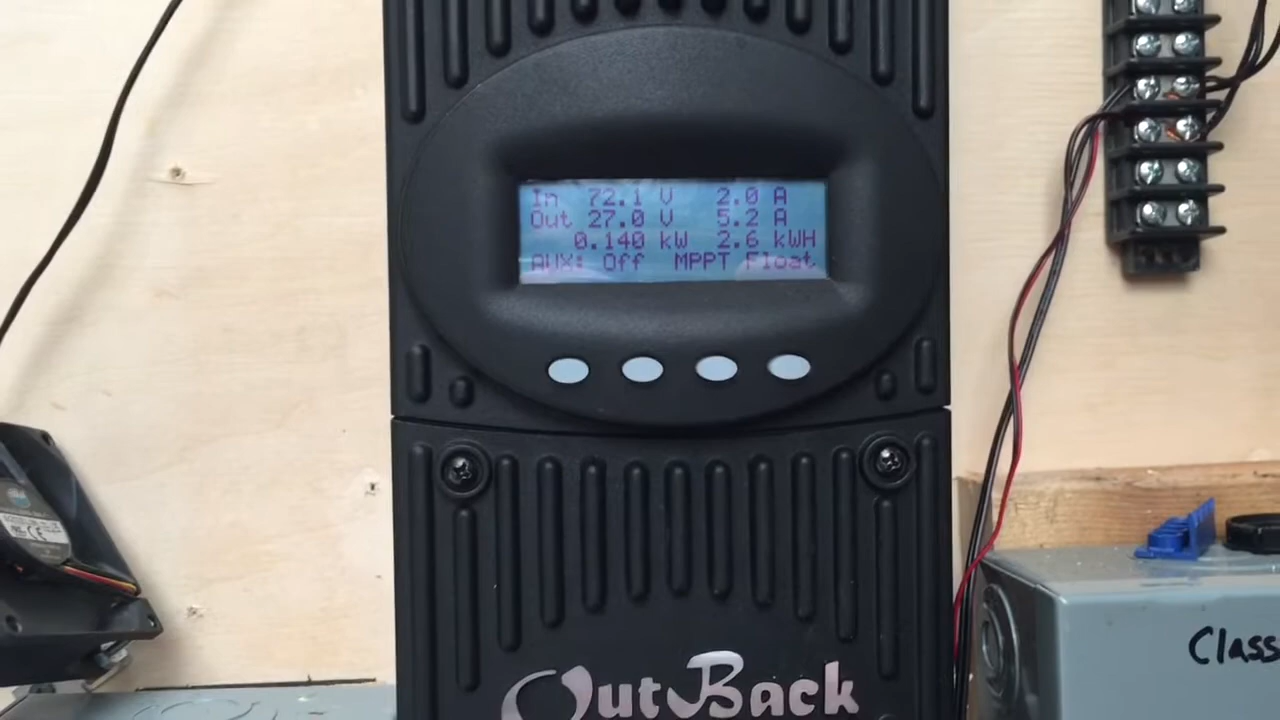 In 72.1 V 2.0 A
Out 27.0 V 5.2 A
0.140 kW 2.6 kWH
AUX: Off MPPT Float
OutBack
Class